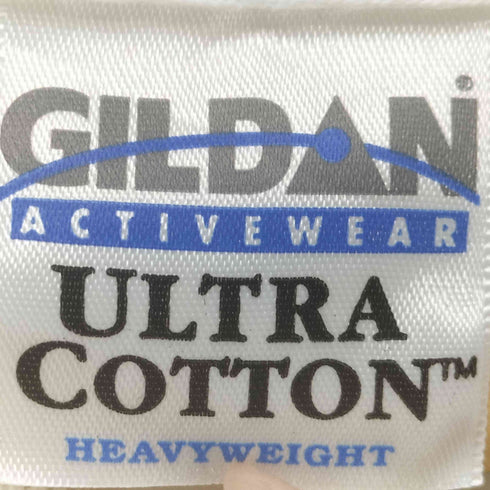 GILDAN®
ACTIVEWEAR
ULTRA
COTTON™
HEAVYWEIGHT